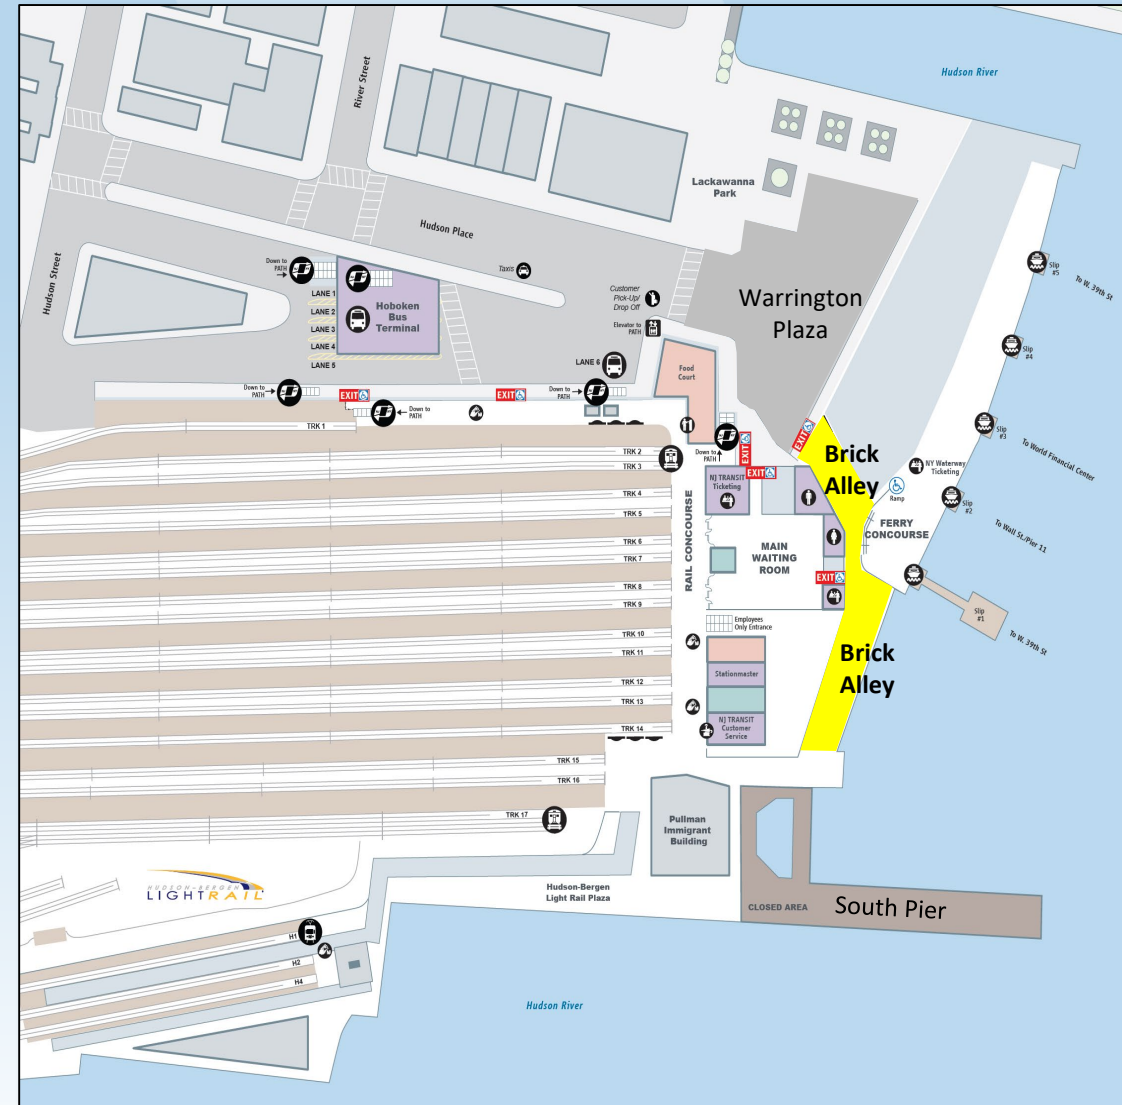 Hudson River
River Street
Lackawanna
Park
Hudson Place
Hudson Street
Down to
PATH
Taxis
Slip
#5
To W. 39th St
LANE 1
LANE 2
LANE 3
LANE 4
LANE 5
Hoboken
Bus
Terminal
Customer
Pick-Up/
Drop Off
Elevator to
PATH
Warrington
Plaza
Slip
#4
LANE 6
Food
Court
Down to
PATH
EXIT
EXIT
Down to
PATH
Down to
PATH
TRK 1
EXIT
EXIT
Slip
#3
To World Financial Center
Brick
Alley
TRK 2
TRK 3
Down to
PATH
EXIT
NJ TRANSIT
Ticketing
NY Waterway
Ticketing
Ramp
Slip
#2
To Wall St./Pier 11
TRK 4
TRK 5
FERRY
CONCOURSE
RAIL CONCOURSE
MAIN
WAITING
ROOM
TRK 6
TRK 7
EXIT
TRK 8
TRK 9
Slip
#1
To W. 39th St
Employees
Only Entrance
TRK 10
TRK 11
Brick
Alley
Stationmaster
TRK 12
TRK 13
NJ TRANSIT
Customer
Service
TRK 14
TRK 15
TRK 16
TRK 17
Pullman
Immigrant
Building
HUDSON-BERGEN
LIGHTRAIL
Hudson-Bergen
Light Rail Plaza
CLOSED AREA
South Pier
H1
H2
H4
Hudson River